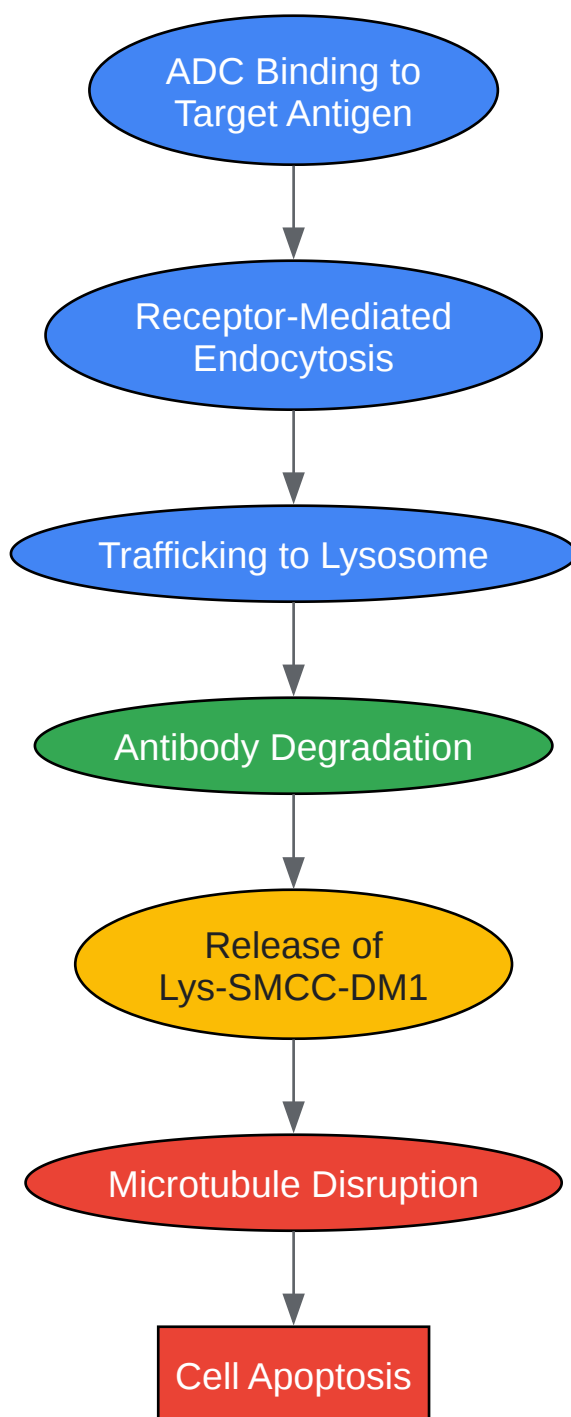 ADC Binding to
Target Antigen
Receptor-Mediated
Endocytosis
Trafficking to Lysosome
Antibody Degradation
Release of
Lys-SMCC-DM1
Microtubule Disruption
Cell Apoptosis